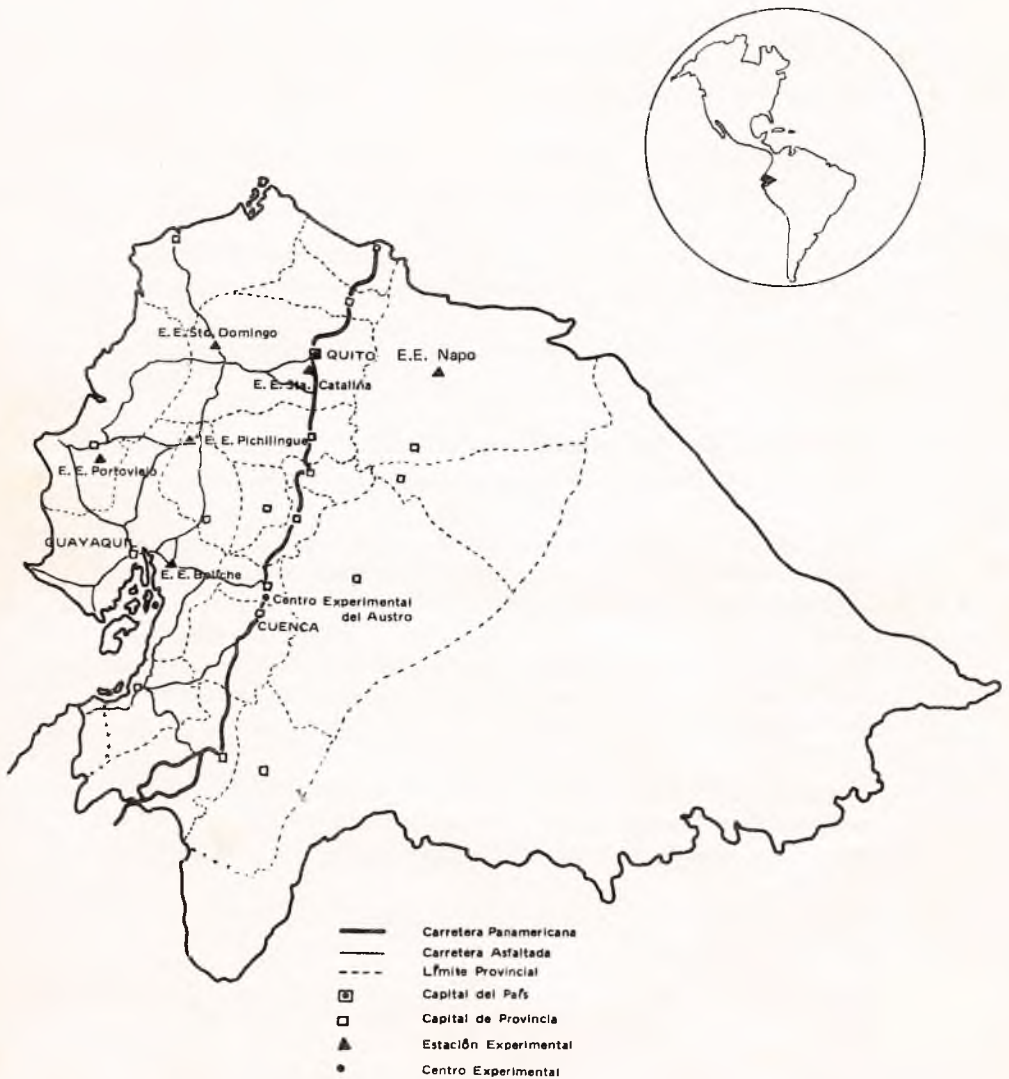 E. E. Sto. Domingo
QUITO
E.E. Napo
E. E. Sta. Catalina
E. E. Pichilingue
E. E. Portoviejo
GUAYAQUIL
E. E. Boliche
Centro Experimental
del Austro
CUENCA
Carretera Panamericana
Carretera Asfaltada
Límite Provincial
Capital del País
Capital de Provincia
Estación Experimental
Centro Experimental